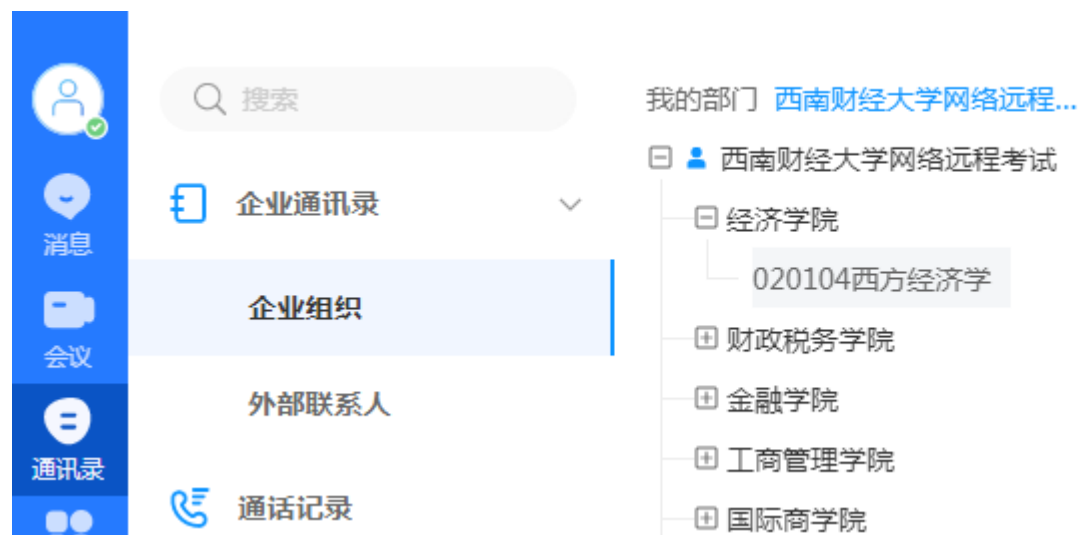 消息
会议
通讯录
搜索
企业通讯录
企业组织
外部联系人
通话记录
我的部门 西南财经大学网络远程...
西南财经大学网络远程考试
经济学院
020104西方经济学
财政税务学院
金融学院
工商管理学院
国际商学院